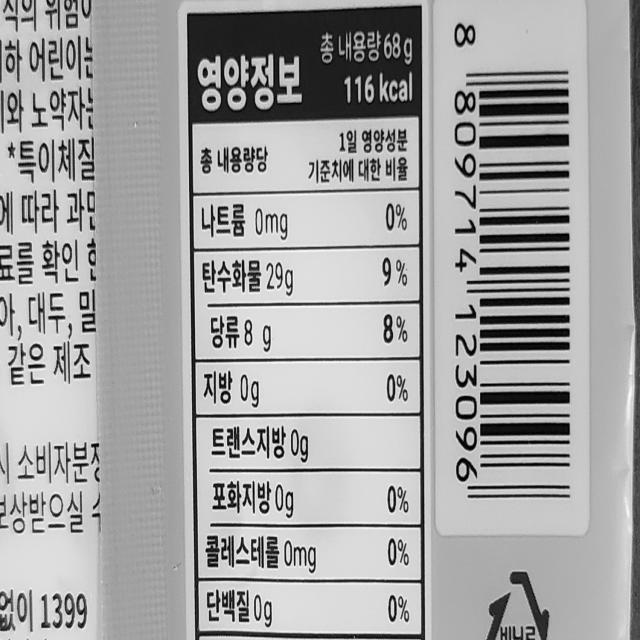 하 어린이는
와 노약자는
*특이체질
에 따라 과민
료를 확인 한
아, 대두, 밀
같은 제조
시 소비자분쟁
보상받으실 수
없이 1399
영양정보
총 내용량 68 g
116 kcal
총 내용량당
1일 영양성분
기준치에 대한 비율
나트륨 0mg 0%
탄수화물 29g 9 %
당류 8 g 8%
지방 0g 0%
트랜스지방 0g
포화지방 0g 0%
콜레스테롤 0mg 0%
단백질 0g 0%
8 809714 123096
비닐류